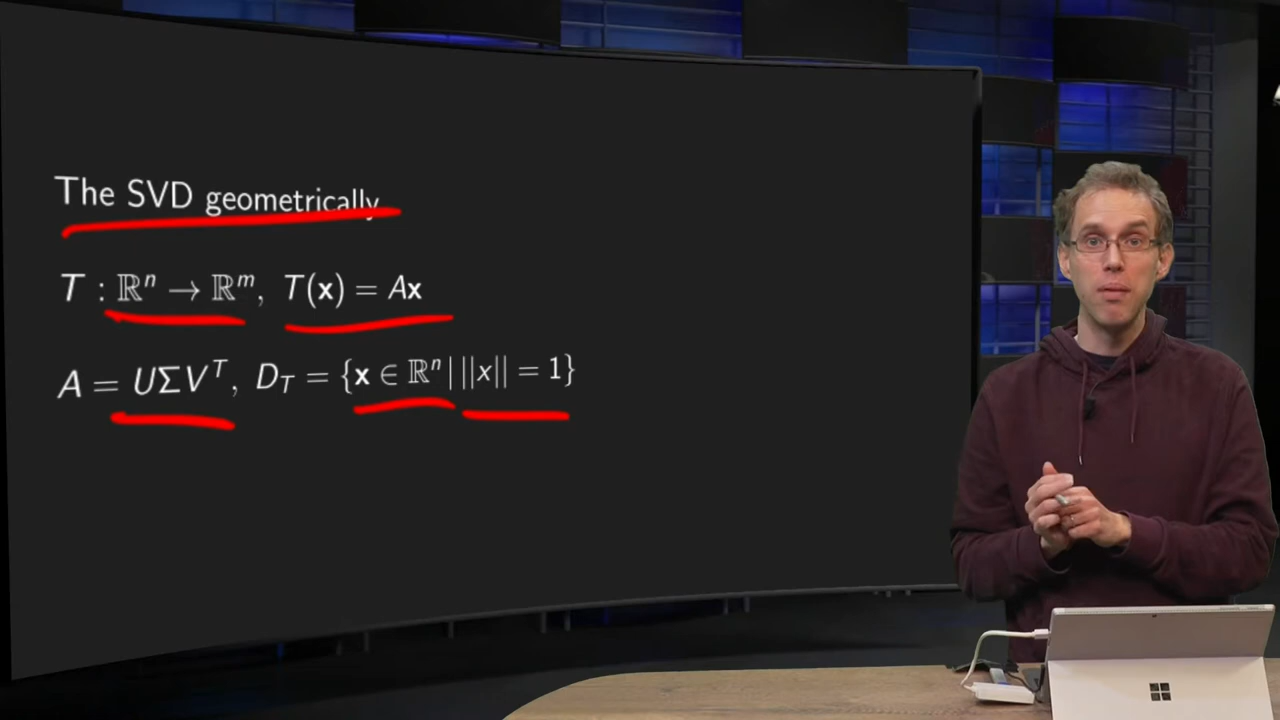 The SVD geometrically
T : ℝⁿ → ℝᵐ, T(𝐱) = A𝐱
A = UΣVᵀ, D_T = {𝐱 ∈ ℝⁿ | ||x|| = 1}